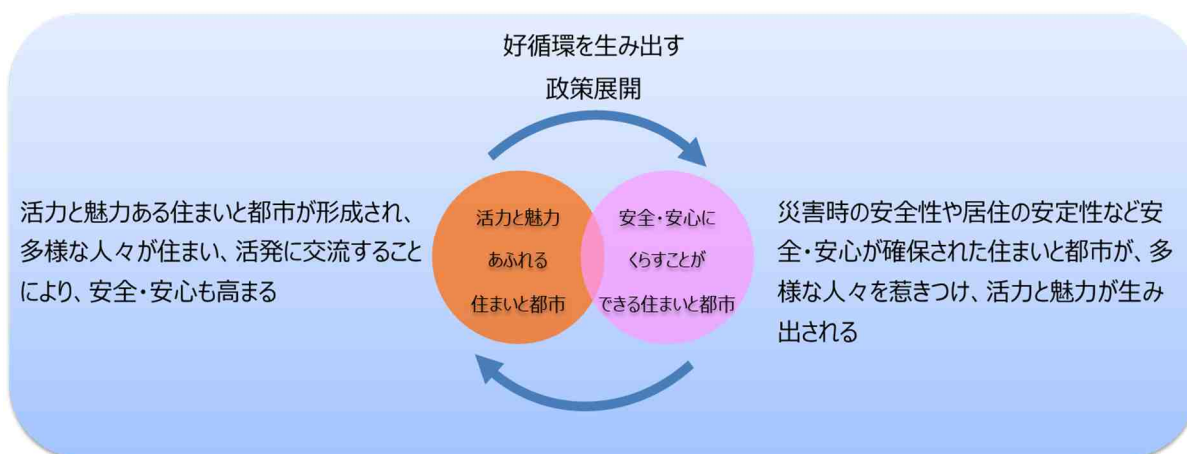 好循環を生み出す
政策展開
活力と魅力ある住まいと都市が形成され、
多様な人々が住まい、活発に交流すること
により、安全・安心も高まる
活力と魅力
あふれる
住まいと都市
安全・安心に
くらすことが
できる住まいと都市
災害時の安全性や居住の安定性など安
全・安心が確保された住まいと都市が、多
様な人々を惹きつけ、活力と魅力が生み
出される